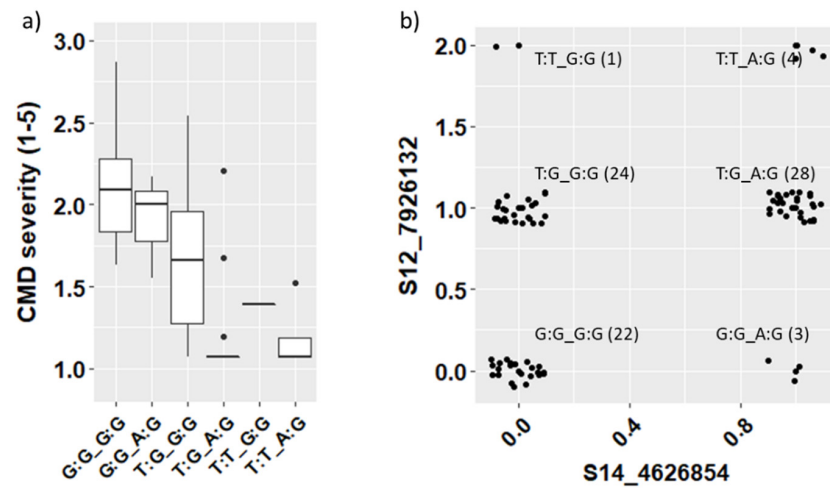 a)
CMD severity (1-5)
3.0
2.5
2.0
1.5
1.0
G:G_G:G
G:G_A:G
T:G_G:G
T:G_A:G
T:T_G:G
T:T_A:G
b)
S12_7926132
2.0
1.5
1.0
0.5
0.0
T:T_G:G (1)
T:T_A:G (4)
T:G_G:G (24)
T:G_A:G (28)
G:G_G:G (22)
G:G_A:G (3)
0.0
0.4
0.8
S14_4626854